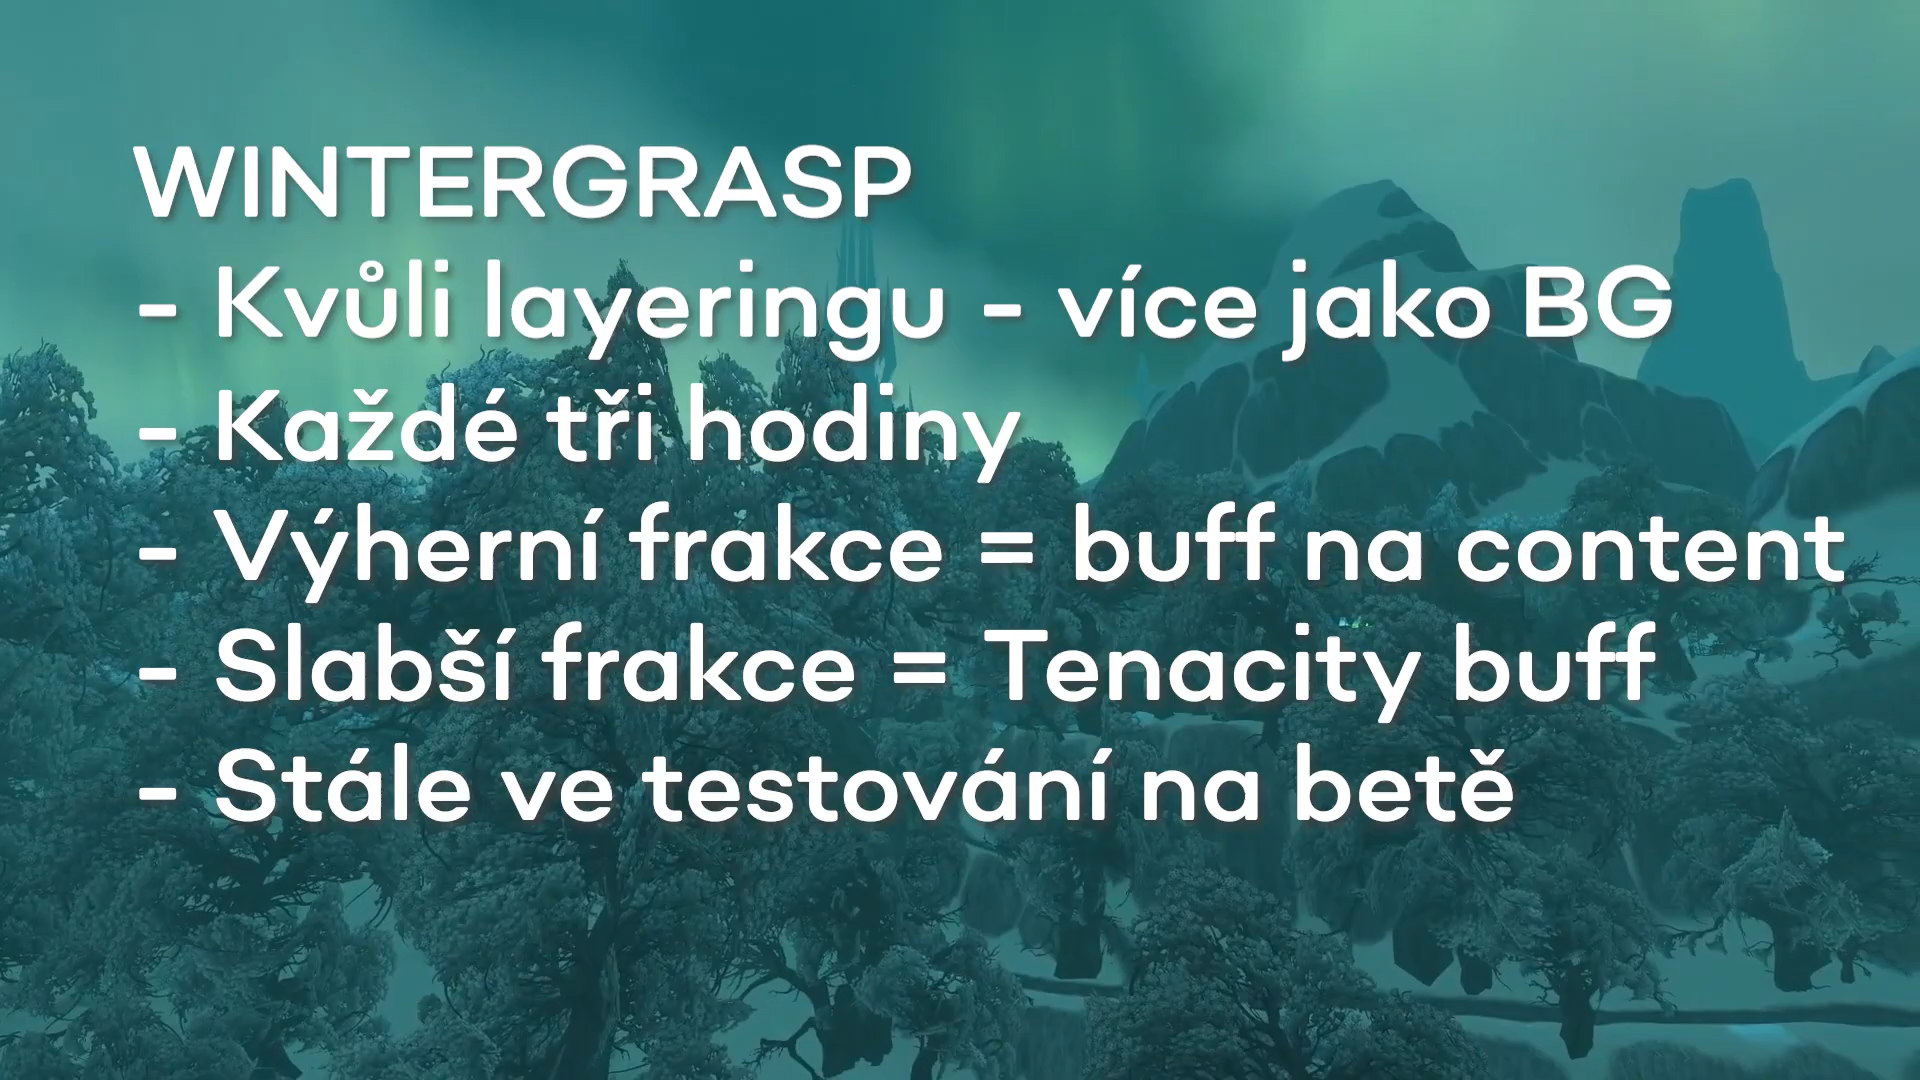 WINTERGRASP
- Kvůli layeringu - více jako BG
- Každé tři hodiny
- Výherní frakce = buff na content
- Slabší frakce = Tenacity buff
- Stále ve testování na betě